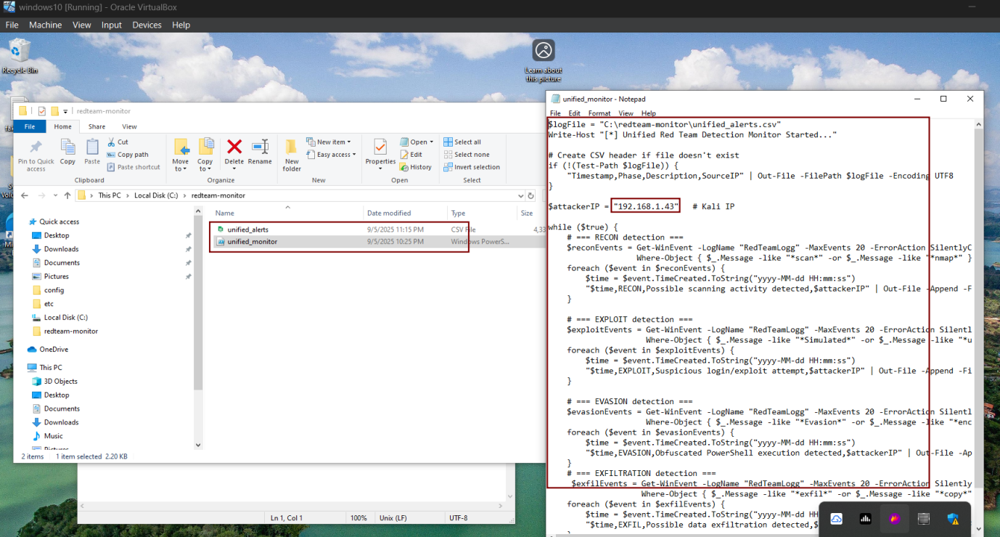 windows10 [Running] - Oracle VirtualBox
File Machine View Input Devices Help
Recycle Bin
Learn about
this picture
redteam-monitor
File Home Share View
Pin to Quick
access
Copy
Paste
Cut
Copy path
Paste shortcut
Clipboard
Move
to
Copy
to
Delete
Rename
Organize
New
folder
New item
Easy access
New
Properties
Open
Edit
History
Open
Select all
Select none
Invert selection
Select
This PC > Local Disk (C:) > redteam-monitor
Name Date modified Type Size
unified_alerts 9/5/2025 11:15 PM CSV File 4,33
unified_monitor 9/5/2025 10:25 PM Windows PowerS...
Quick access
Desktop
Downloads
Documents
Pictures
config
etc
Local Disk (C:)
redteam-monitor
OneDrive
This PC
3D Objects
Desktop
Documents
Downloads
Music
Pictures
2 items 1 item selected 2.20 KB
Ln 1, Col 1 100% Unix (LF) UTF-8
unified_monitor - Notepad
File Edit Format View Help
$logFile = "C:\redteam-monitor\unified_alerts.csv"
Write-Host "[*] Unified Red Team Detection Monitor Started..."
# Create CSV header if file doesn't exist
if (!(Test-Path $logFile)) {
"Timestamp,Phase,Description,SourceIP" | Out-File -FilePath $logFile -Encoding UTF8
}
$attackerIP = "192.168.1.43" # Kali IP
while ($true) {
# === RECON detection ===
$reconEvents = Get-WinEvent -LogName "RedTeamLogg" -MaxEvents 20 -ErrorAction SilentlyC
Where-Object { $_.Message -like "*scan*" -or $_.Message -like "*nmap*" }
foreach ($event in $reconEvents) {
$time = $event.TimeCreated.ToString("yyyy-MM-dd HH:mm:ss")
"$time,RECON,Possible scanning activity detected,$attackerIP" | Out-File -Append -F
}
# === EXPLOIT detection ===
$exploitEvents = Get-WinEvent -LogName "RedTeamLogg" -MaxEvents 20 -ErrorAction Silentl
Where-Object { $_.Message -like "*Simulated*" -or $_.Message -like "*u
foreach ($event in $exploitEvents) {
$time = $event.TimeCreated.ToString("yyyy-MM-dd HH:mm:ss")
"$time,EXPLOIT,Suspicious login/exploit attempt,$attackerIP" | Out-File -Append -Fi
}
# === EVASION detection ===
$evasionEvents = Get-WinEvent -LogName "RedTeamLogg" -MaxEvents 20 -ErrorAction Silentl
Where-Object { $_.Message -like "*Evasion*" -or $_.Message -like "*enc
foreach ($event in $evasionEvents) {
$time = $event.TimeCreated.ToString("yyyy-MM-dd HH:mm:ss")
"$time,EVASION,Obfuscated PowerShell execution detected,$attackerIP" | Out-File -Ap
}
# === EXFILTRATION detection ===
$exfilEvents = Get-WinEvent -LogName "RedTeamLogg" -MaxEvents 20 -ErrorAction Silently
Where-Object { $_.Message -like "*exfil*" -or $_.Message -like "*copy*"
foreach ($event in $exfilEvents) {
$time = $event.TimeCreated.ToString("yyyy-MM-dd H
"$time,EXFIL,Possible data exfiltration detected,$